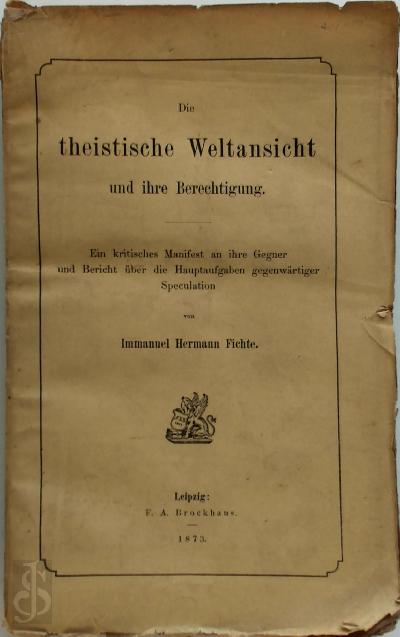 Die
theistische Weltansicht
und ihre Berechtigung.
Ein kritisches Manifest an ihre Gegner
und Bericht über die Hauptaufgaben gegenwärtiger
Speculation
von
Immanuel Hermann Fichte.
Leipzig:
F. A. Brockhaus.
1873.